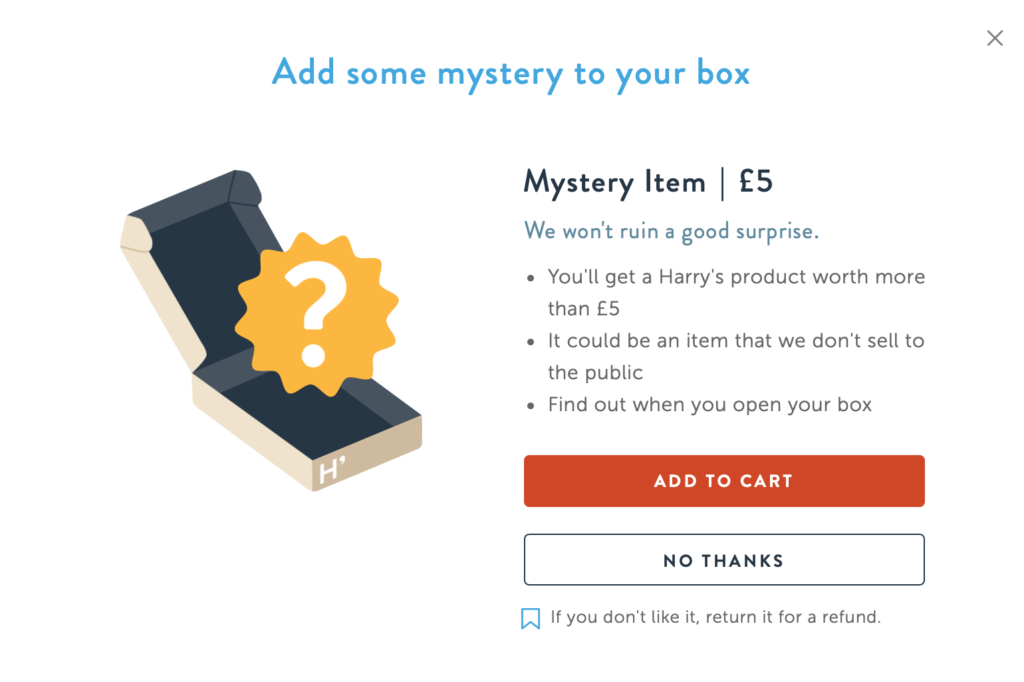 Add some mystery to your box
Mystery Item | £5
We won't ruin a good surprise.
• You'll get a Harry's product worth more
than £5
• It could be an item that we don't sell to
the public
• Find out when you open your box
?
H’
ADD TO CART
NO THANKS
If you don't like it, return it for a refund.